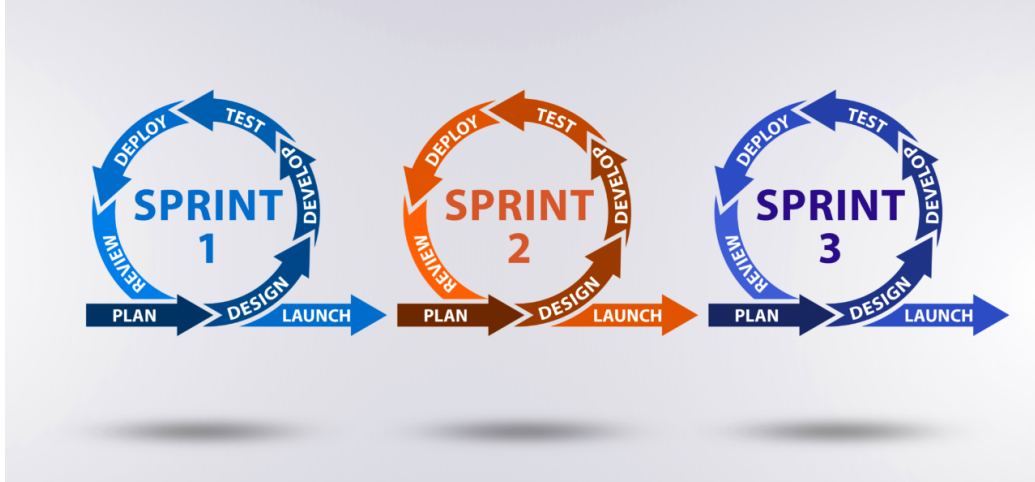 SPRINT
1
PLAN
DESIGN
DEVELOP
TEST
DEPLOY
REVIEW
LAUNCH
SPRINT
2
PLAN
DESIGN
DEVELOP
TEST
DEPLOY
REVIEW
LAUNCH
SPRINT
3
PLAN
DESIGN
DEVELOP
TEST
DEPLOY
REVIEW
LAUNCH